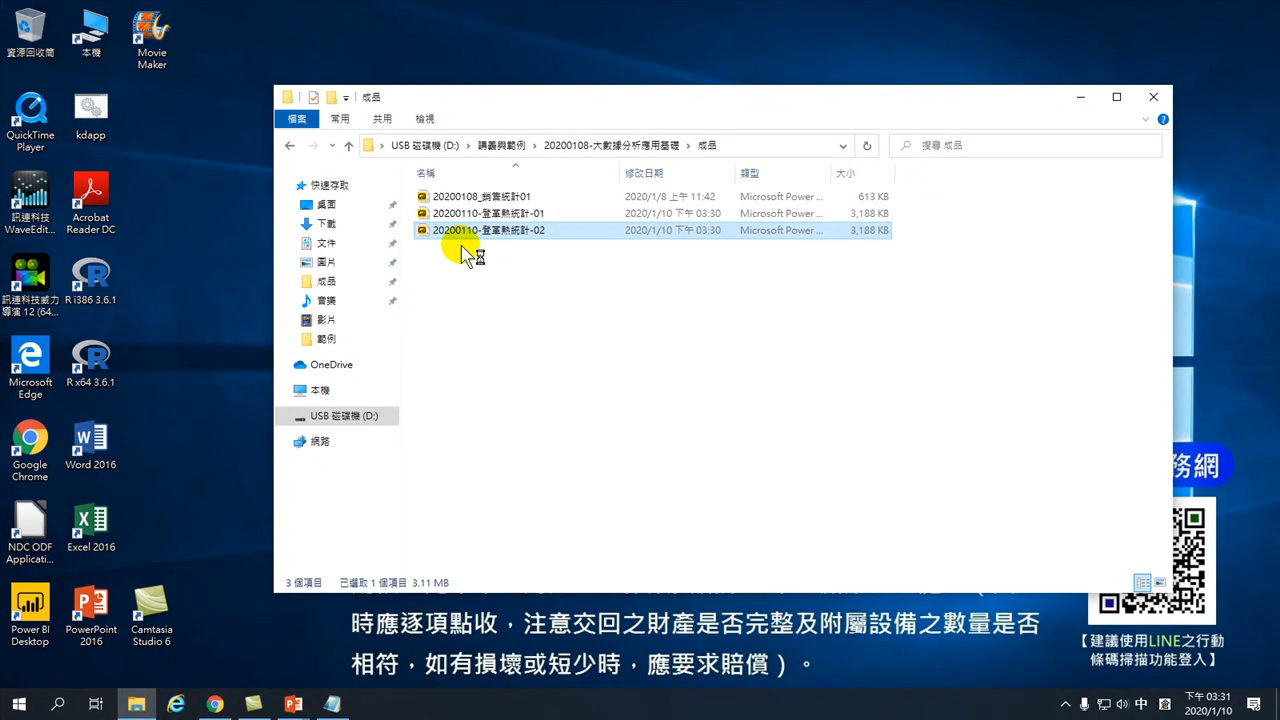 資源回收筒
本機
Movie Maker
QuickTime Player
kdapp
訊連科技 WaveEdit...
Acrobat Reader DC
訊連科技威力導演 12 (64...
R i386 3.6.1
Microsoft Edge
R x64 3.6.1
Google Chrome
Word 2016
NDC ODF Applicati...
Excel 2016
Power BI Desktop
PowerPoint 2016
Camtasia Studio 6
成品
檔案
常用
共用
檢視
USB 磁碟機 (D:) › 講義與範例 › 20200108-大數據分析應用基礎 › 成品
搜尋 成品
名稱
修改日期
類型
大小
20200108_銷售統計01 2020/1/8 上午 11:42 Microsoft Power ... 613 KB
20200110-登革熱統計-01 2020/1/10 下午 03:30 Microsoft Power ... 3,188 KB
20200110-登革熱統計-02 2020/1/10 下午 03:30 Microsoft Power ... 3,188 KB
快速存取
桌面
下載
文件
圖片
成品
音樂
影片
範例
OneDrive
本機
USB 磁碟機 (D:)
網路
3 個項目
已選取 1 個項目
3.11 MB
務網
時應逐項點收，注意交回之財產是否完整及附屬設備之數量是否
相符，如有損壞或短少時，應要求賠償）。
【建議使用LINE之行動
條碼掃描功能登入】
中
下午 03:31
2020/1/10